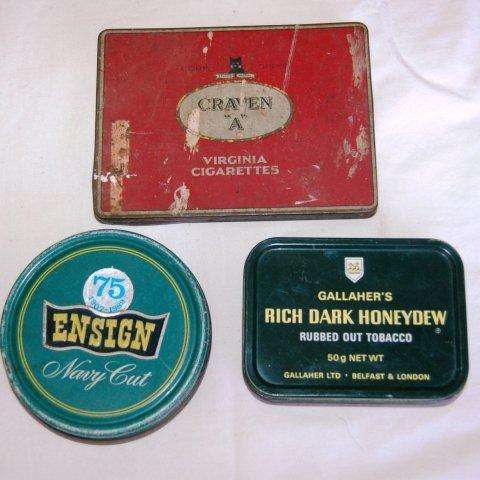 CRAVEN
"A"
VIRGINIA
CIGARETTES
75
ENSIGN
Navy Cut
GALLAHER'S
RICH DARK HONEYDEW®
RUBBED OUT TOBACCO
50g NET WT
GALLAHER LTD · BELFAST & LONDON